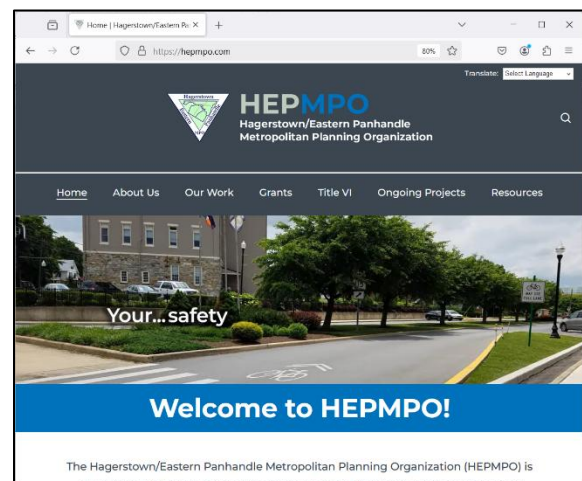 Home | Hagerstown/Eastern Pa
https://hepmpo.com
80%
Translate: Select Language
Hagerstown
HEPMPO
Hagerstown/Eastern Panhandle
Metropolitan Planning Organization
Home About Us Our Work Grants Title VI Ongoing Projects Resources
Your... safety
Welcome to HEPMPO!
The Hagerstown/Eastern Panhandle Metropolitan Planning Organization (HEPMPO) is